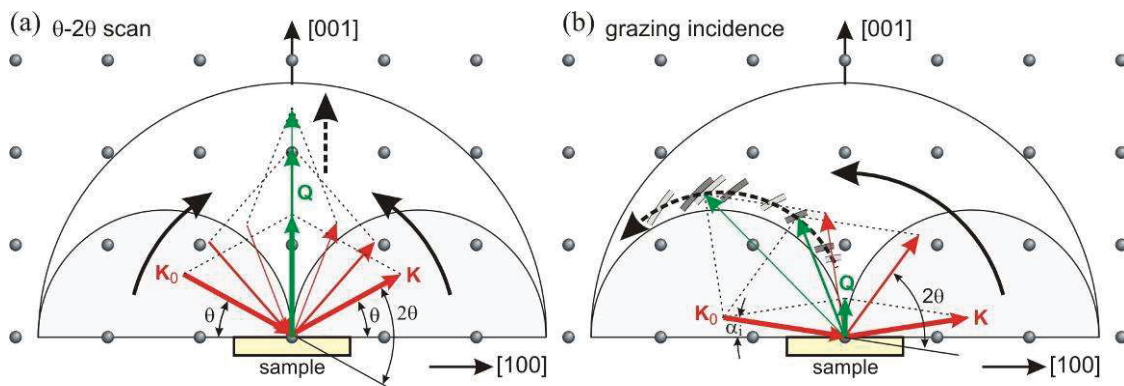 (a) θ-2θ scan
[001]
Q
K₀
K
θ
θ
2θ
sample
[100]
(b) grazing incidence
[001]
Q
K₀
αᵢ
K
2θ
sample
[100]